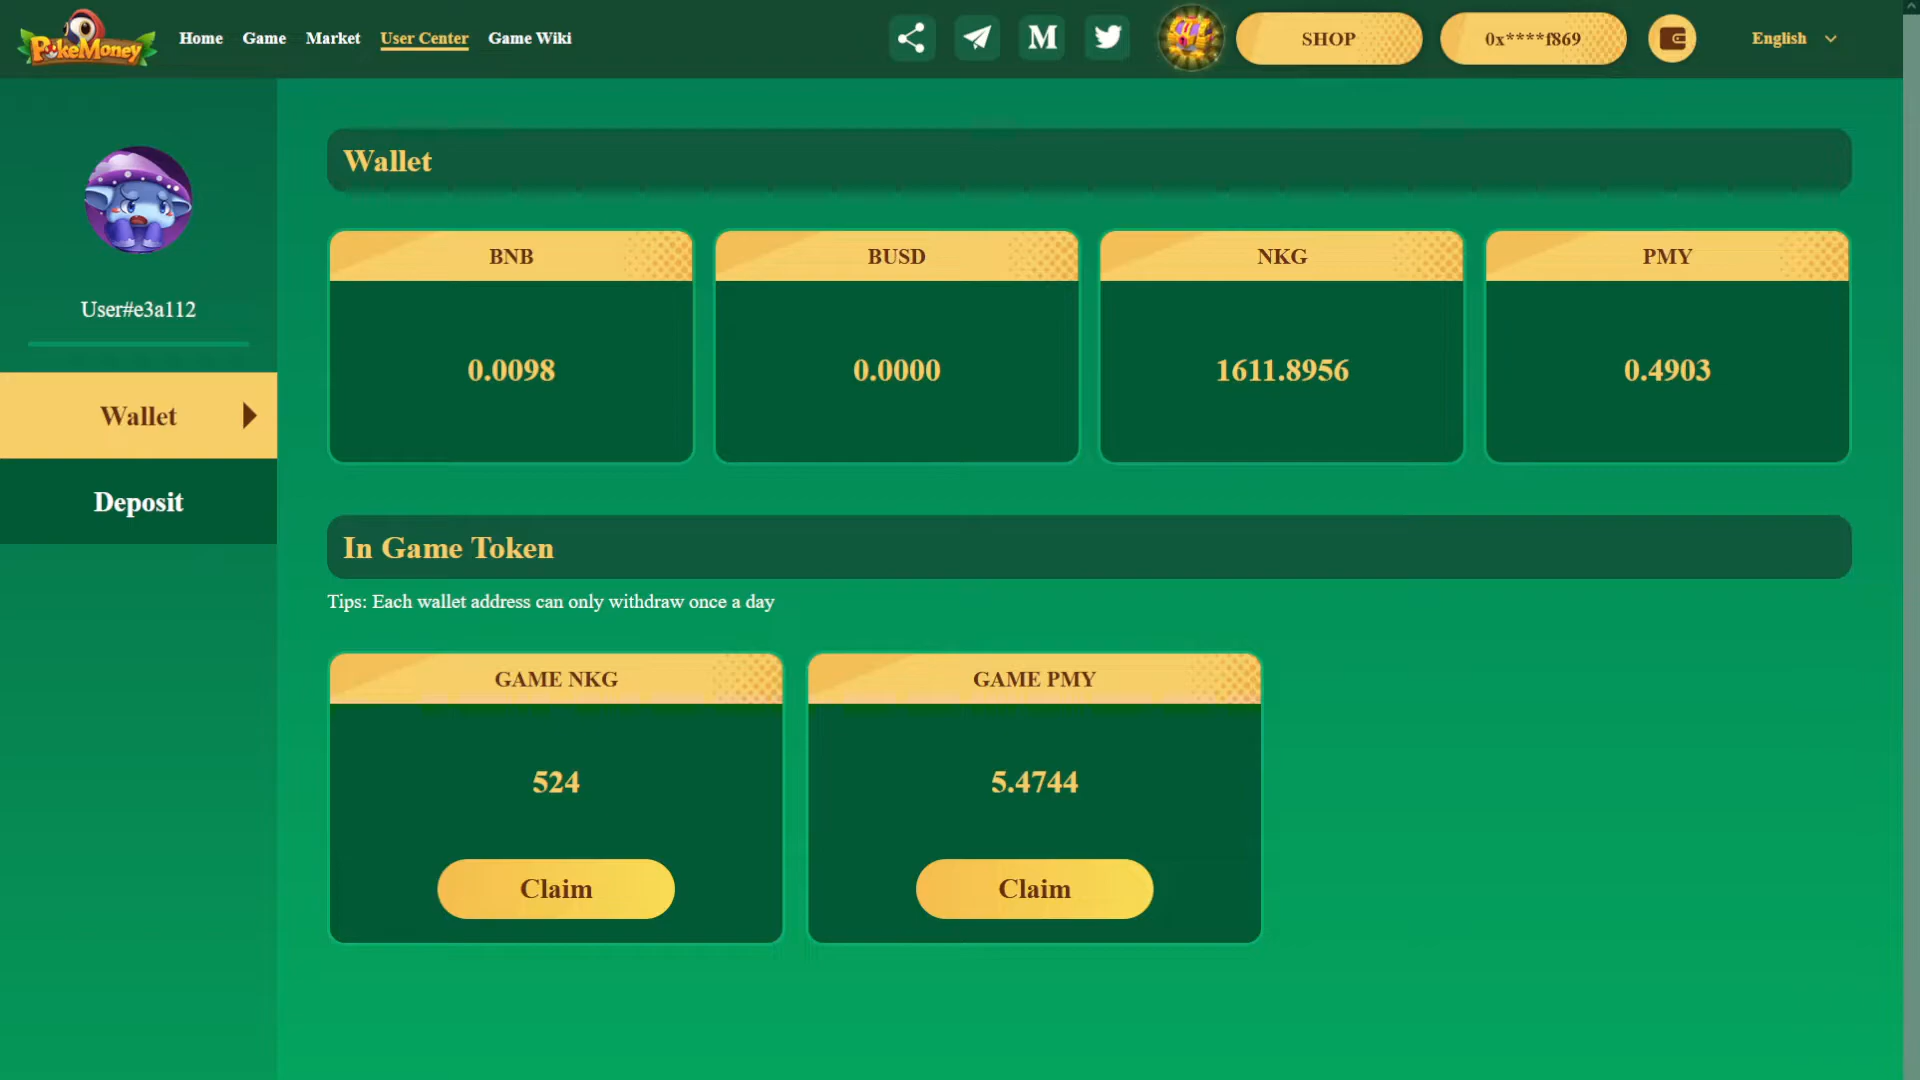 PokeMoney
Home Game Market User Center Game Wiki
SHOP
0x****f869
English
User#e3a112
Wallet
Deposit
Wallet
BNB BUSD NKG PMY
0.0098 0.0000 1611.8956 0.4903
In Game Token
Tips: Each wallet address can only withdraw once a day
GAME NKG GAME PMY
524 5.4744
Claim Claim